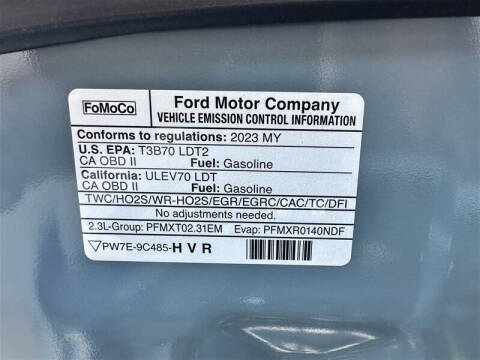 FoMoCo
Ford Motor Company
VEHICLE EMISSION CONTROL INFORMATION
Conforms to regulations: 2023 MY
U.S. EPA: T3B70 LDT2
CA OBD II Fuel: Gasoline
California: ULEV70 LDT
CA OBD II Fuel: Gasoline
TWC/HO2S/WR-HO2S/EGR/EGRC/CAC/TC/DFI
No adjustments needed.
2.3L-Group: PFMXT02.31EM Evap: PFMXR0140NDF
PW7E-9C485-H V R